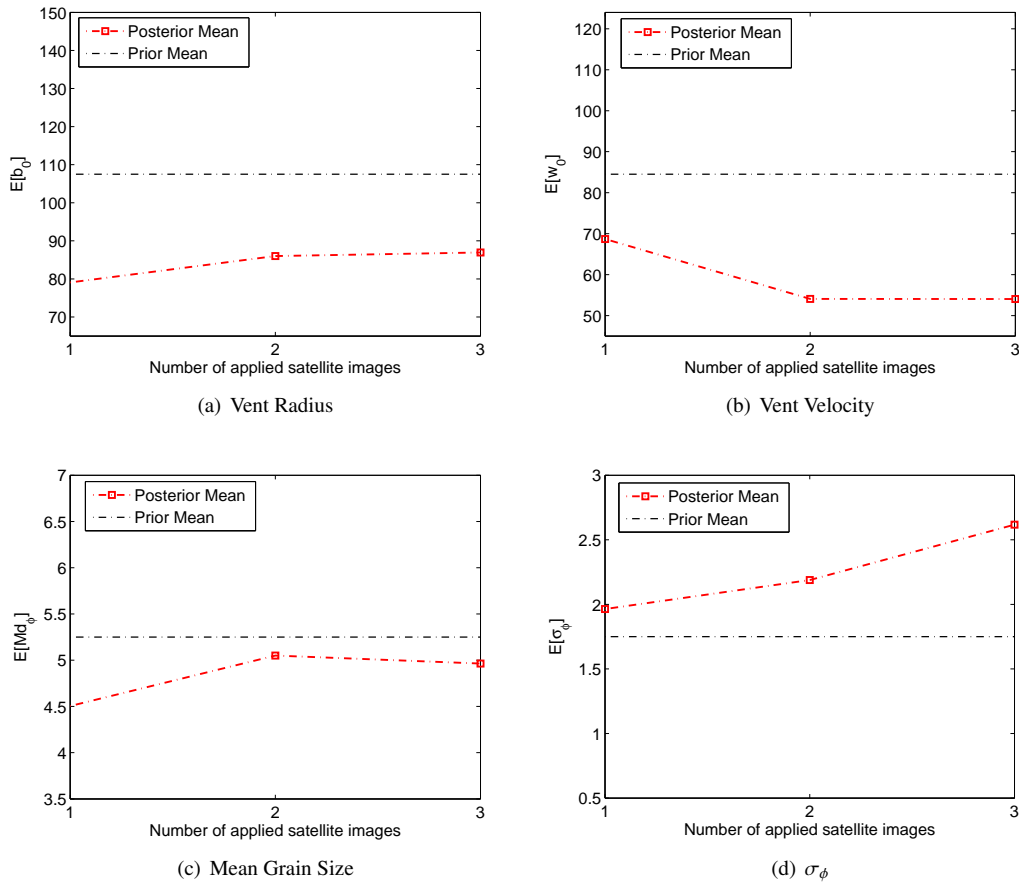 150
140
130
120
110
100
90
80
70
E[b₀]
Posterior Mean
Prior Mean
1 2 3
Number of applied satellite images
(a) Vent Radius
120
110
100
90
80
70
60
50
E[w₀]
Posterior Mean
Prior Mean
1 2 3
Number of applied satellite images
(b) Vent Velocity
7
6.5
6
5.5
5
4.5
4
3.5
E[Md_ϕ]
Posterior Mean
Prior Mean
1 2 3
Number of applied satellite images
(c) Mean Grain Size
3
2.5
2
1.5
1
0.5
E[σ_ϕ]
Posterior Mean
Prior Mean
1 2 3
Number of applied satellite images
(d) σ_ϕ